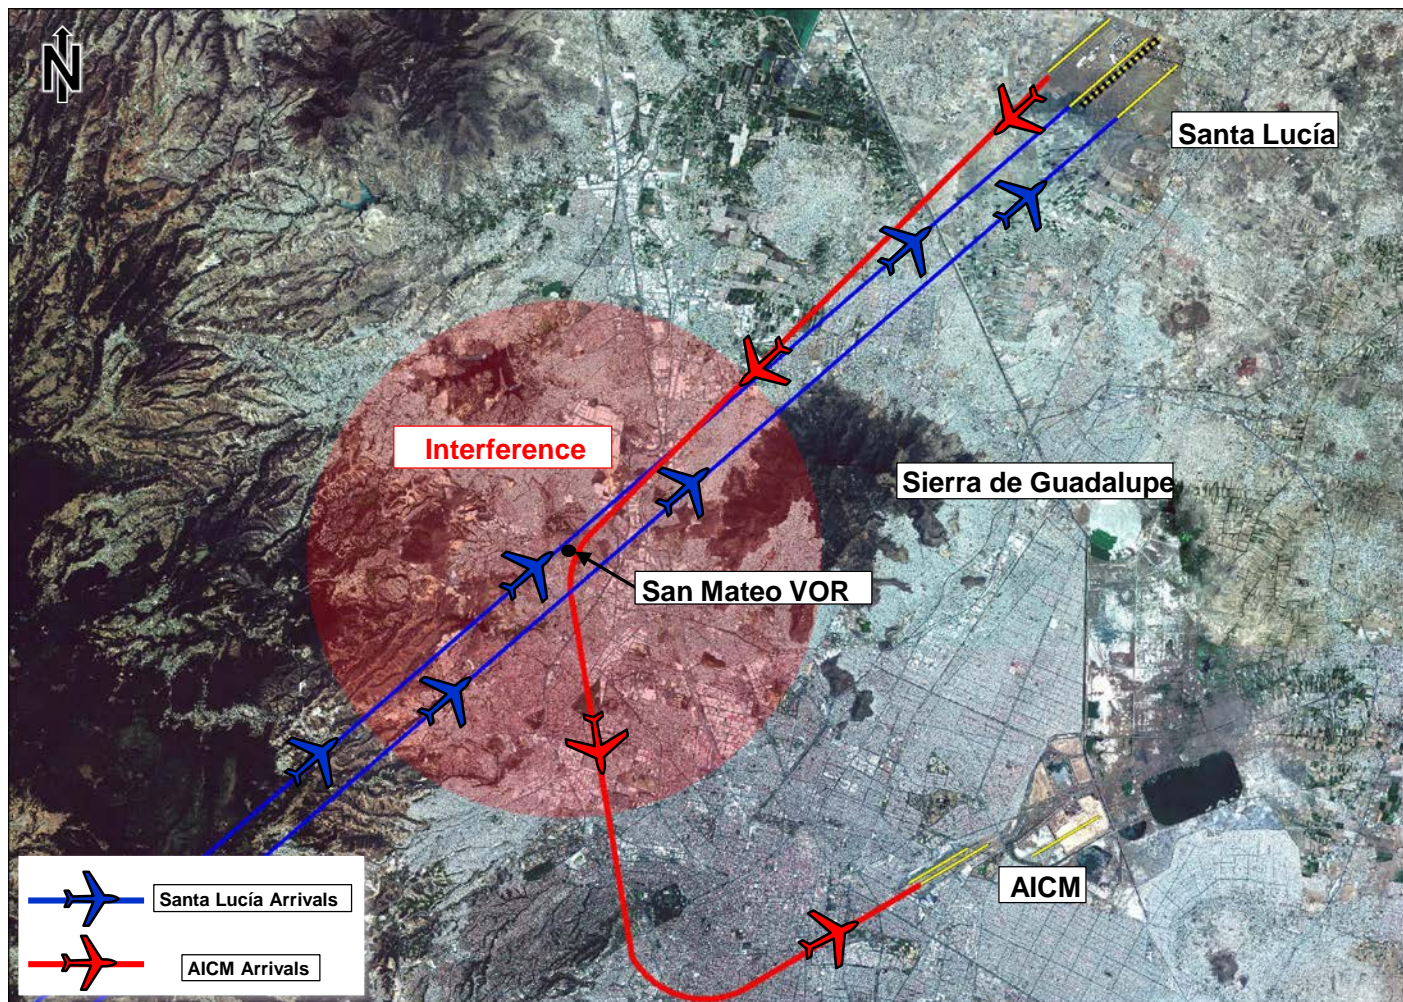 N
Santa Lucía
Interference
Sierra de Guadalupe
San Mateo VOR
AICM
Santa Lucía Arrivals
AICM Arrivals